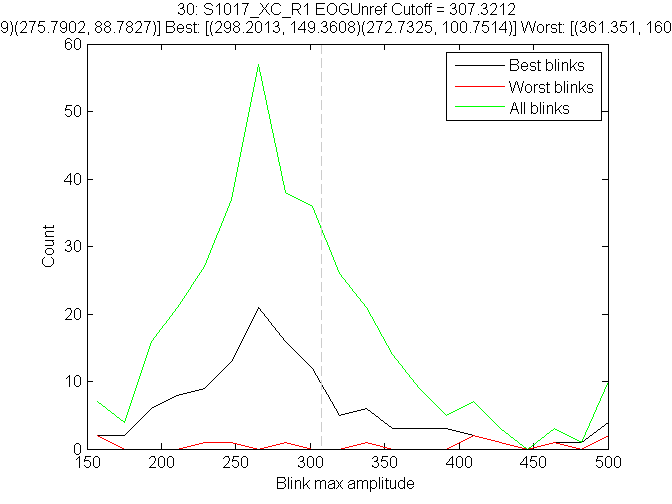 30: S1017_XC_R1 EOGUnref Cutoff = 307.3212
9)(275.7902, 88.7827)] Best: [(298.2013, 149.3608)(272.7325, 100.7514)] Worst: [(361.351, 160
60
50
40
30
20
10
0
Count
Best blinks
Worst blinks
All blinks
150 200 250 300 350 400 450 500
Blink max amplitude